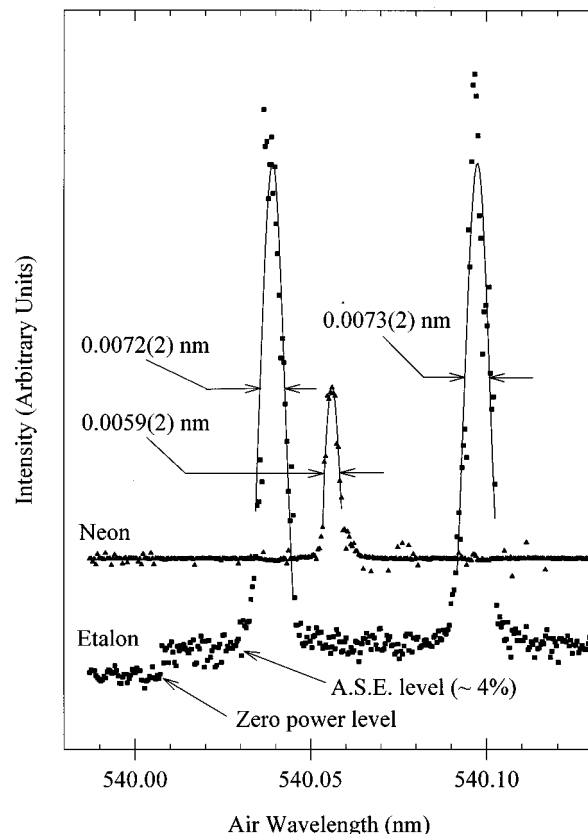 0.0072(2) nm
0.0073(2) nm
0.0059(2) nm
Intensity (Arbitrary Units)
Neon
Etalon
A.S.E. level (~ 4%)
Zero power level
540.00
540.05
540.10
Air Wavelength (nm)